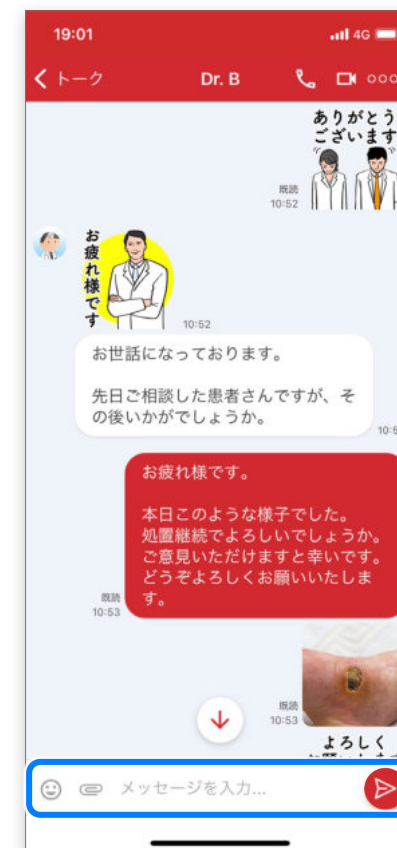 19:01
4G
トーク
Dr. B
ありがとう
ございます
既読
10:52
お疲れ様です
10:52
お世話になっております。
先日ご相談した患者さんですが、そ
の後いかがでしょうか。
お疲れ様です。
本日このような様子でした。
処置継続でよろしいでしょうか。
ご意見いただけますと幸いです。
どうぞよろしくお願いいたしま
す。
既読
10:53
既読
10:53
よろしく
メッセージを入力...